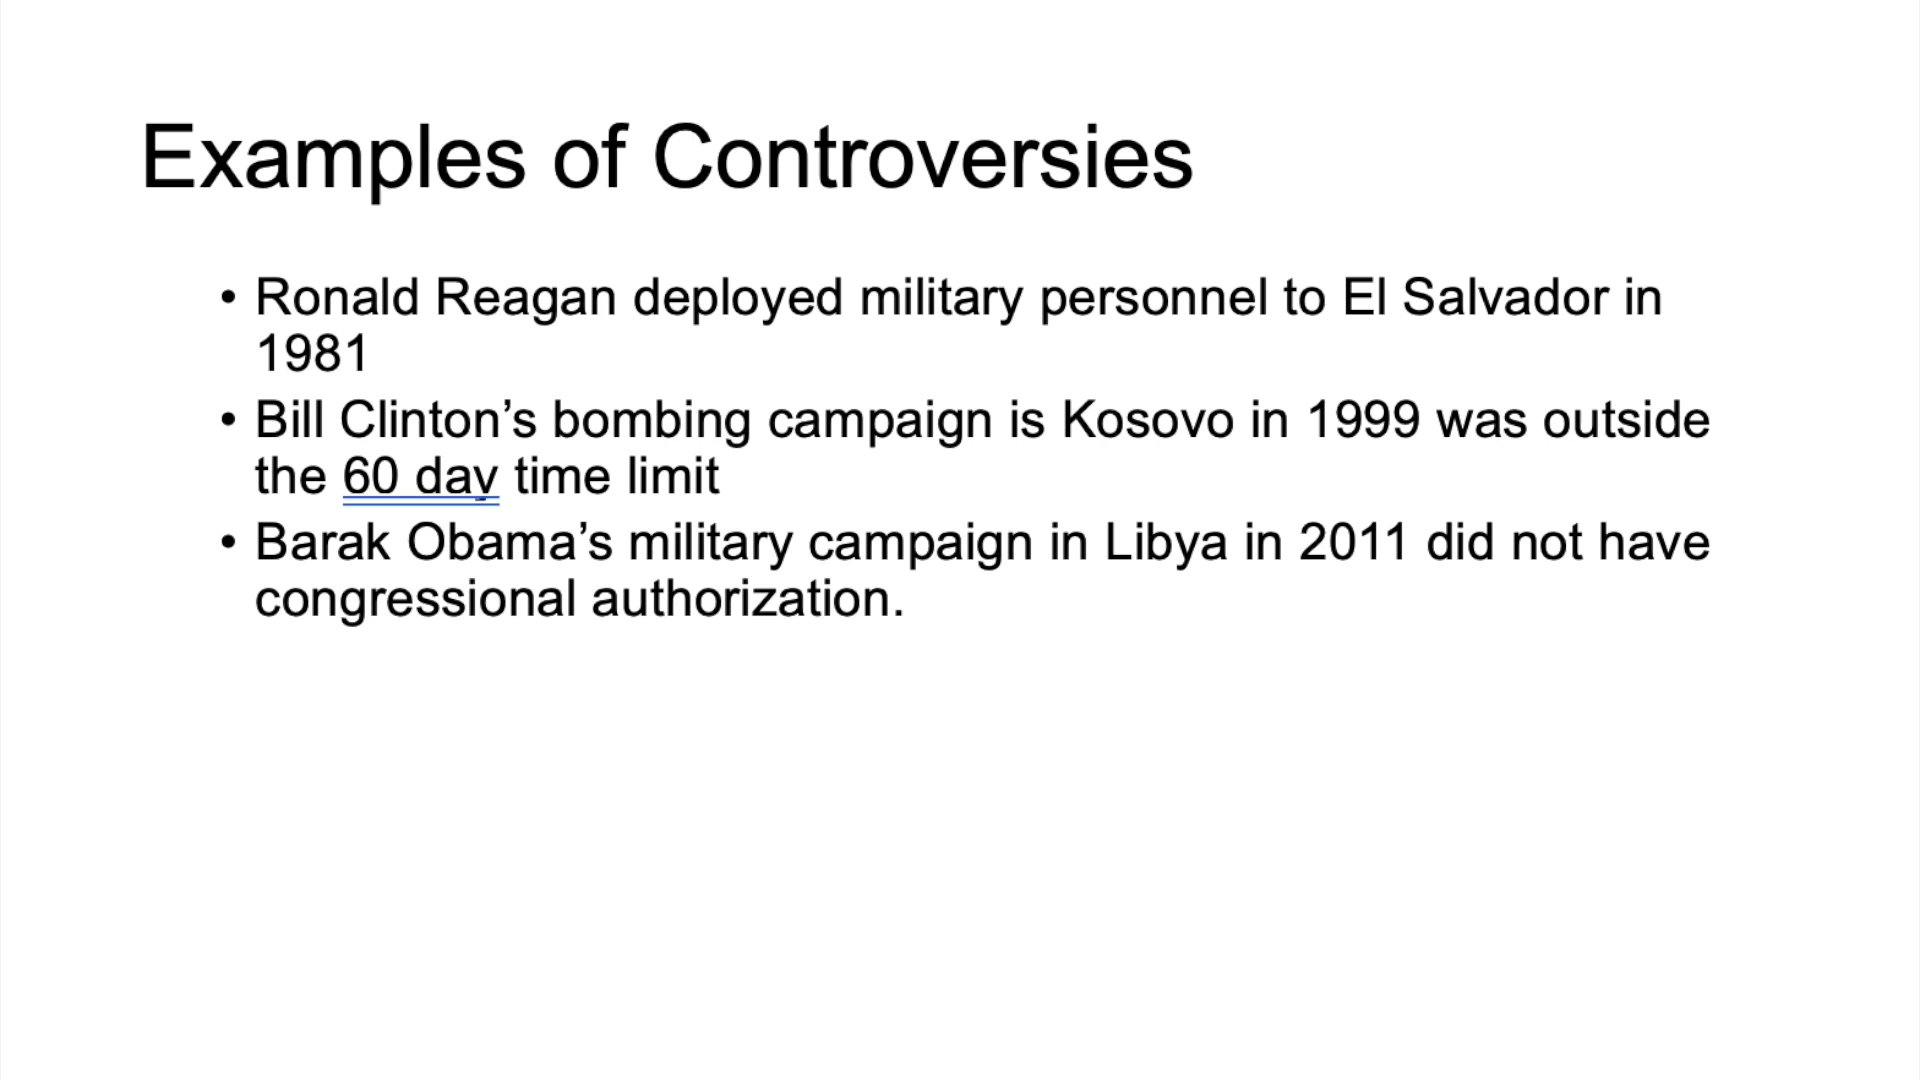 Examples of Controversies
• Ronald Reagan deployed military personnel to El Salvador in
1981
• Bill Clinton’s bombing campaign is Kosovo in 1999 was outside
the 60 day time limit
• Barak Obama’s military campaign in Libya in 2011 did not have
congressional authorization.